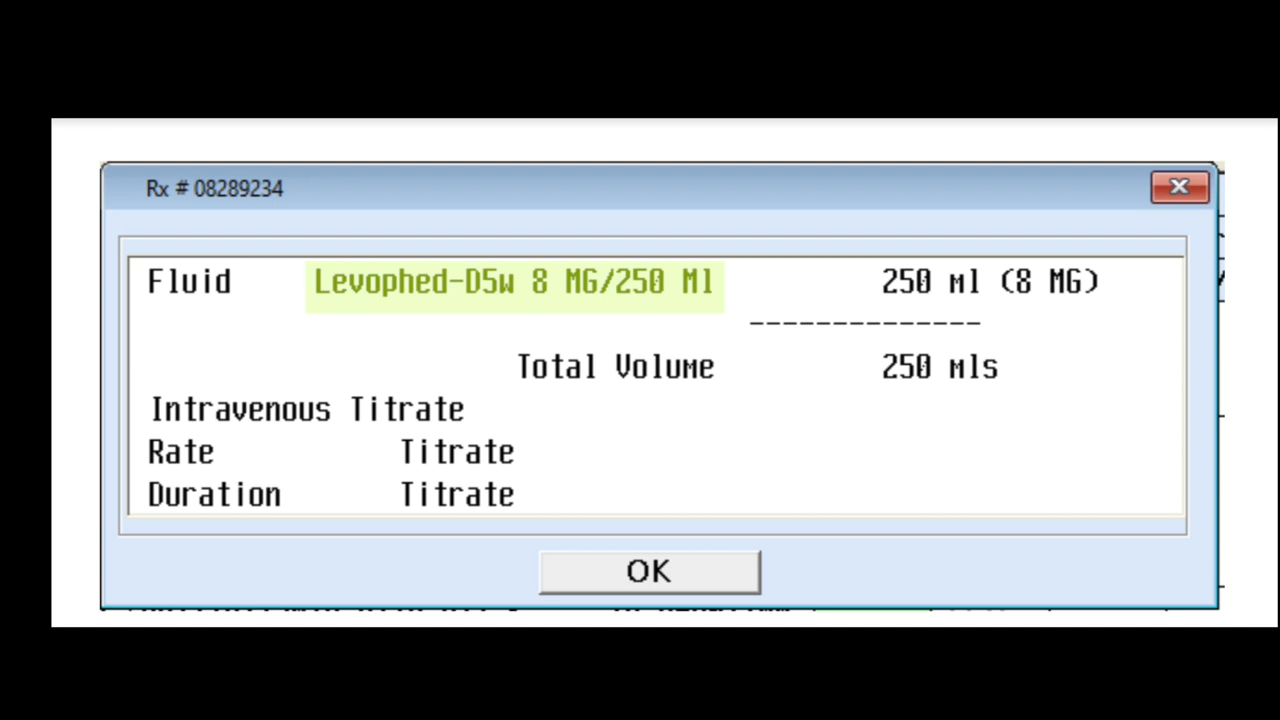 Rx # 08289234
Fluid Levophed-D5w 8 MG/250 Ml 250 ml (8 MG)
--------------
Total Volume 250 mls
Intravenous Titrate
Rate Titrate
Duration Titrate
OK